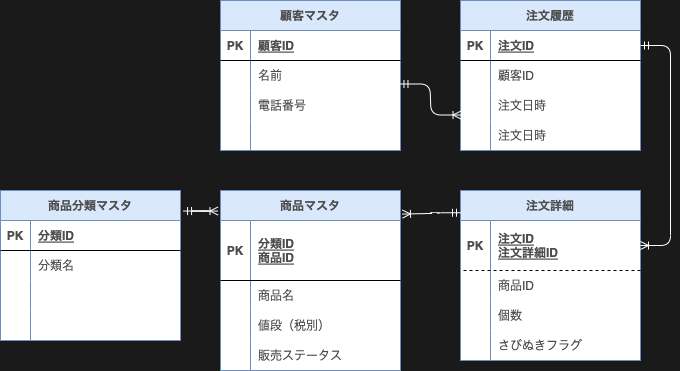 顧客マスタ
PK 顧客ID
名前
電話番号
注文履歴
PK 注文ID
顧客ID
注文日時
注文日時
商品分類マスタ
PK 分類ID
分類名
商品マスタ
PK 分類ID
商品ID
商品名
値段（税別）
販売ステータス
注文詳細
PK 注文ID
注文詳細ID
商品ID
個数
さびぬきフラグ